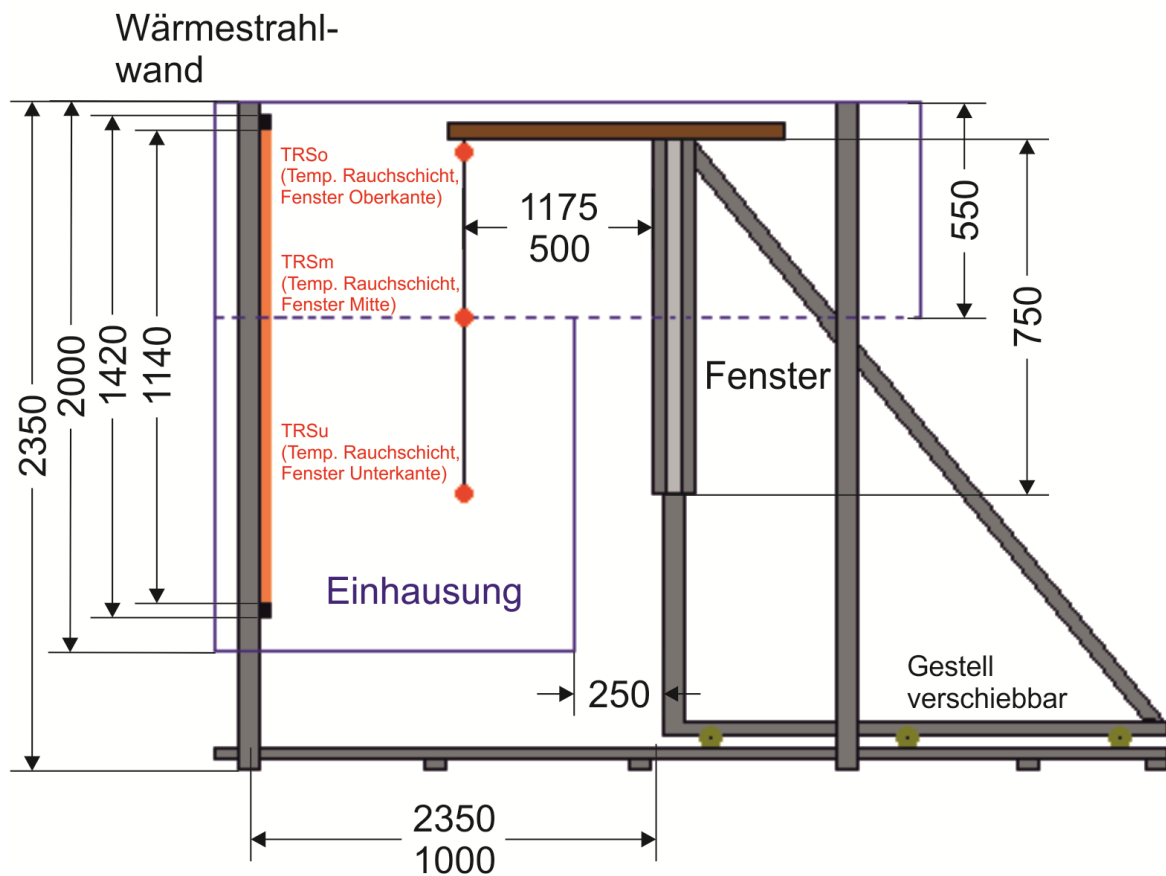 Wärmestrahl-
wand
TRSo
(Temp. Rauchschicht,
Fenster Oberkante)
1175
500
550
TRSm
(Temp. Rauchschicht,
Fenster Mitte)
750
2350
2000
1420
1140
Fenster
TRSu
(Temp. Rauchschicht,
Fenster Unterkante)
Einhausung
250
Gestell
verschiebbar
2350
1000